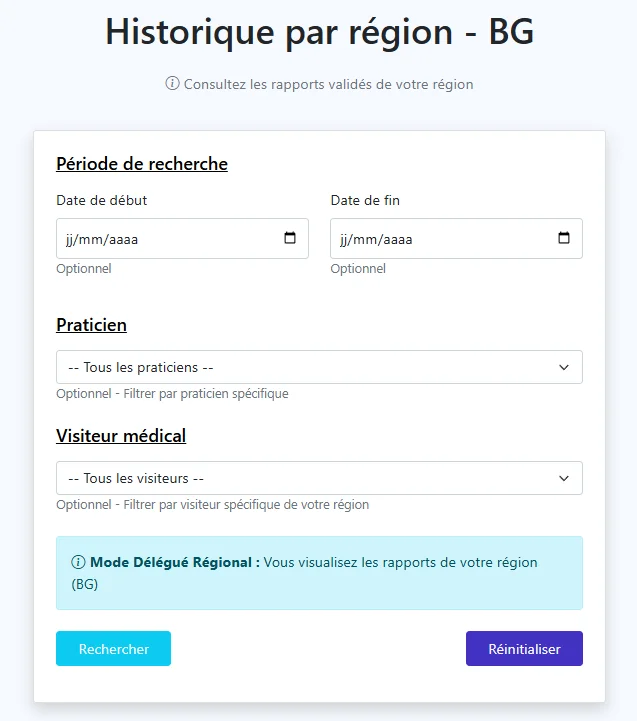 Historique par région - BG
Consultez les rapports validés de votre région
Période de recherche
Date de début
Date de fin
jj/mm/aaaa
jj/mm/aaaa
Optionnel
Optionnel
Praticien
-- Tous les praticiens --
Optionnel - Filtrer par praticien spécifique
Visiteur médical
-- Tous les visiteurs --
Optionnel - Filtrer par visiteur spécifique de votre région
Mode Délégué Régional : Vous visualisez les rapports de votre région
(BG)
Rechercher
Réinitialiser